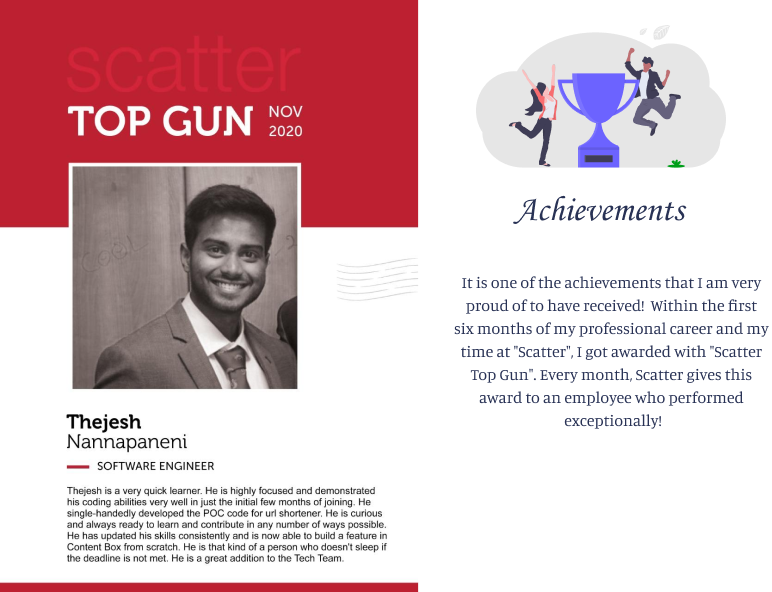 scatter
TOP GUN
NOV
2020
Cool
Thejesh
Nannapaneni
SOFTWARE ENGINEER
Thejesh is a very quick learner. He is highly focused and demonstrated
his coding abilities very well in just the initial few months of joining. He
single-handedly developed the POC code for url shortener. He is curious
and always ready to learn and contribute in any number of ways possible.
He has updated his skills consistently and is now able to build a feature in
Content Box from scratch. He is that kind of a person who doesn't sleep if
the deadline is not met. He is a great addition to the Tech Team.
Achievements
It is one of the achievements that I am very
proud of to have received! Within the first
six months of my professional career and my
time at "Scatter", I got awarded with "Scatter
Top Gun". Every month, Scatter gives this
award to an employee who performed
exceptionally!